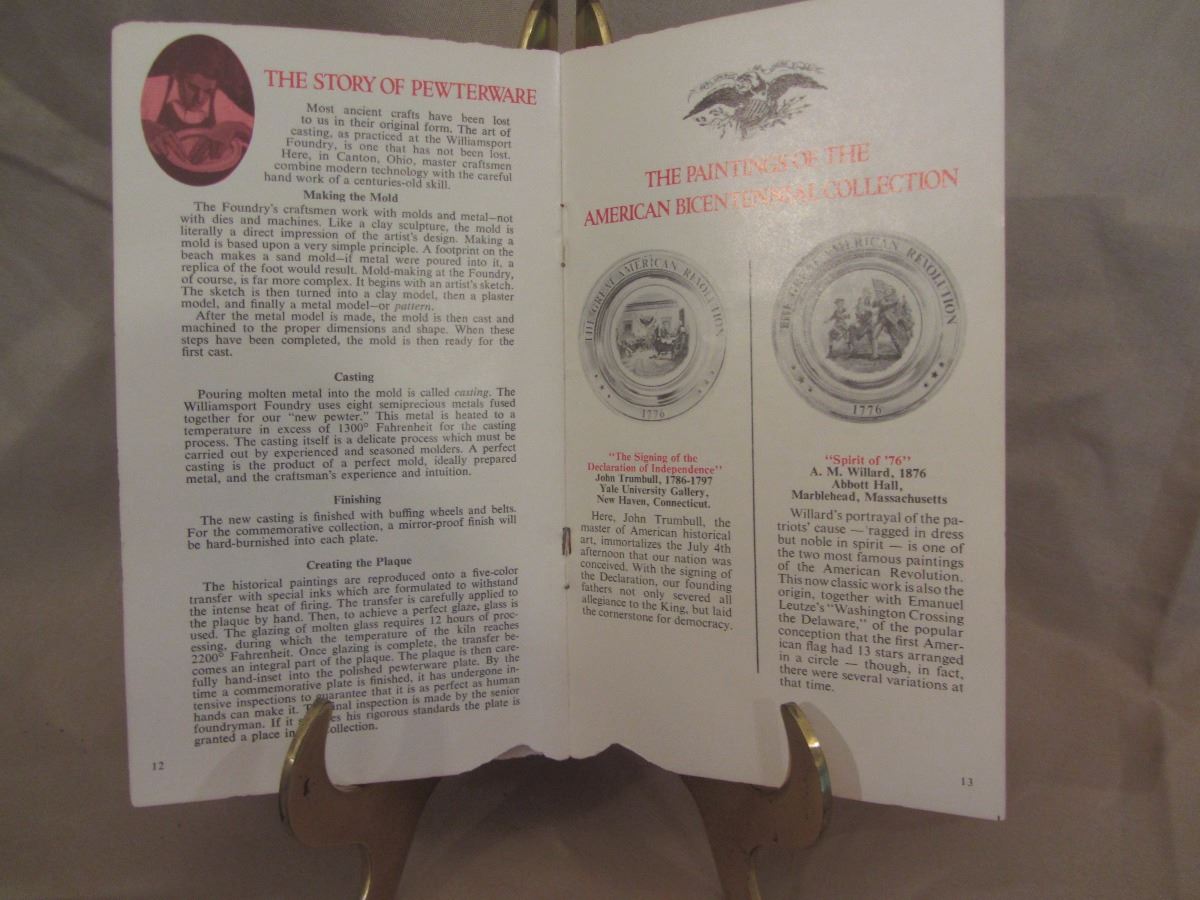 THE STORY OF PEWTERWARE
Most ancient crafts have been lost
to us in their original form. The art of
casting, as practiced at the Williamsport
Foundry, is one that has not been lost.
Here, in Canton, Ohio, master craftsmen
combine modern technology with the careful
hand work of a centuries-old skill.
Making the Mold
The Foundry's craftsmen work with molds and metal—not
with dies and machines. Like a clay sculpture, the mold is
literally a direct impression of the artist's design. Making a
mold is based upon a very simple principle. A footprint on the
beach makes a sand mold—if metal were poured into it, a
replica of the foot would result. Mold-making at the Foundry,
of course, is far more complex. It begins with an artist's sketch.
The sketch is then turned into a clay model, then a plaster
model, and finally a metal model—or pattern.
After the metal model is made, the mold is then cast and
machined to the proper dimensions and shape. When these
steps have been completed, the mold is then ready for the
first cast.
Casting
Pouring molten metal into the mold is called casting. The
Williamsport Foundry uses eight semiprecious metals fused
together for our "new pewter." This metal is heated to a
temperature in excess of 1300° Fahrenheit for the casting
process. The casting itself is a delicate process which must be
carried out by experienced and seasoned molders. A perfect
casting is the product of a perfect mold, ideally prepared
metal, and the craftsman's experience and intuition.
Finishing
The new casting is finished with buffing wheels and belts.
For the commemorative collection, a mirror-proof finish will
be hard-burnished into each plate.
Creating the Plaque
The historical paintings are reproduced onto a five-color
transfer with special inks which are formulated to withstand
the intense heat of firing. The transfer is carefully applied to
the plaque by hand. Then, to achieve a perfect glaze, glass is
used. The glazing of molten glass requires 12 hours of proc-
essing, during which the temperature of the kiln reaches
2200° Fahrenheit. Once glazing is complete, the transfer be-
comes an integral part of the plaque. The plaque is then care-
fully hand-inset into the polished pewterware plate. By the
time a commemorative plate is finished, it has undergone in-
tensive inspections to guarantee that it is as perfect as human
hands can make it. inal inspection is made by the senior
foundryman. If it es his rigorous standards the plate is
granted a place in ollection.
12
THE PAINTINGS OF THE
AMERICAN BICENTENNIAL COLLECTION
THE GREAT AMERICAN REVOLUTION
1776
"The Signing of the
Declaration of Independence"
John Trumbull, 1786-1797
Yale University Gallery,
New Haven, Connecticut.
Here, John Trumbull, the
master of American historical
art, immortalizes the July 4th
afternoon that our nation was
conceived. With the signing of
the Declaration, our founding
fathers not only severed all
allegiance to the King, but laid
the cornerstone for democracy.
THE GREAT AMERICAN REVOLUTION
1776
"Spirit of '76"
A. M. Willard, 1876
Abbott Hall,
Marblehead, Massachusetts
Willard's portrayal of the pa-
triots' cause — ragged in dress
but noble in spirit — is one of
the two most famous paintings
of the American Revolution.
This now classic work is also the
origin, together with Emanuel
Leutze's "Washington Crossing
the Delaware," of the popular
conception that the first Amer-
ican flag had 13 stars arranged
in a circle — though, in fact,
there were several variations at
that time.
13